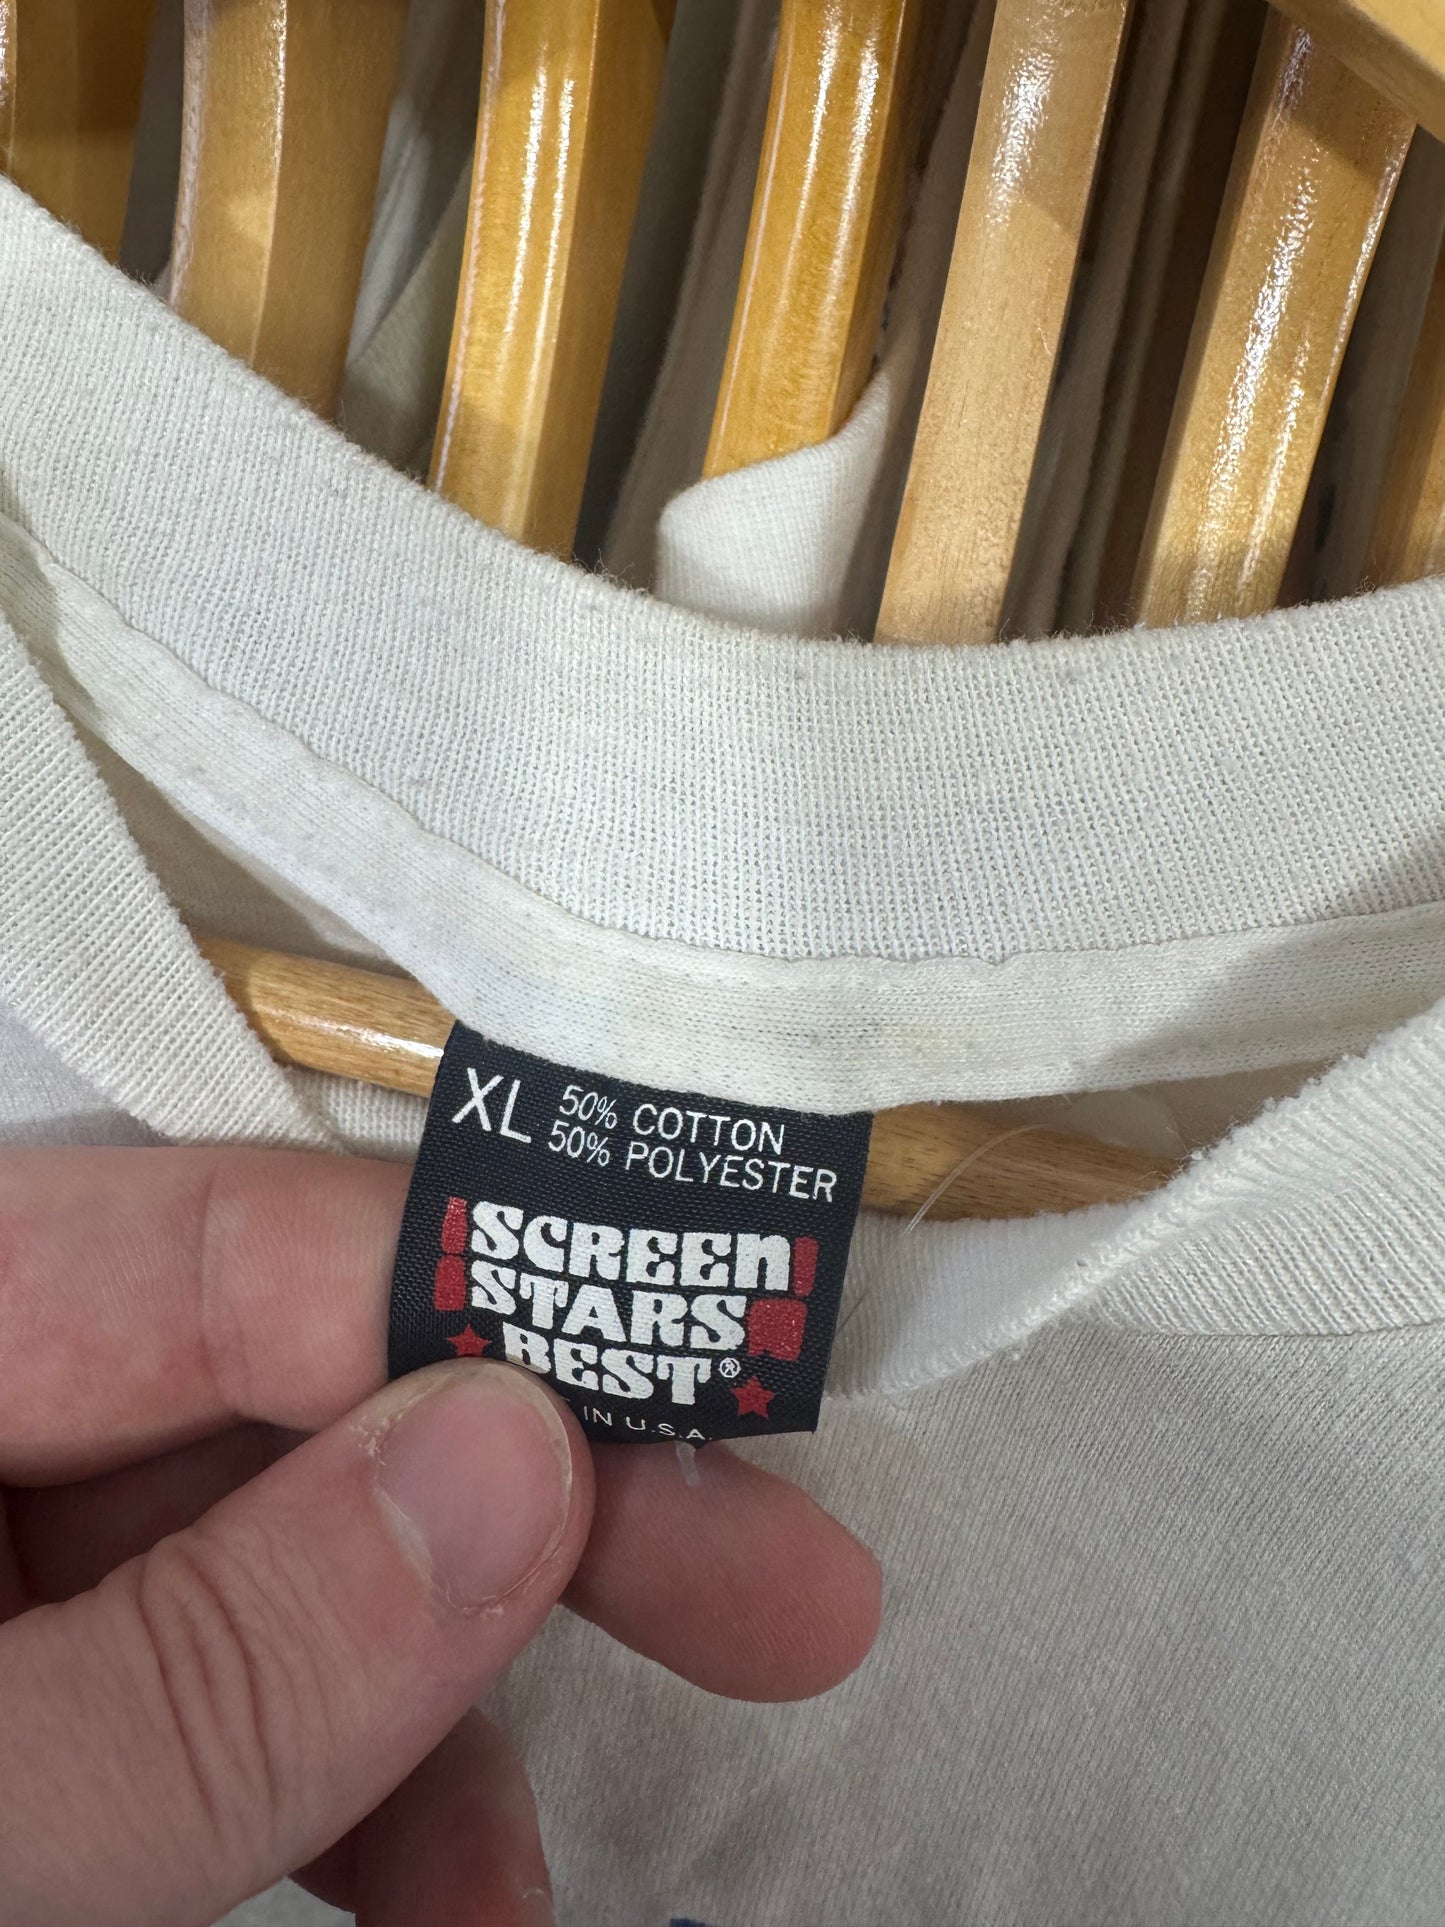 XL 50% COTTON
50% POLYESTER
SCREEN
STARS
BEST®
IN U.S.A.